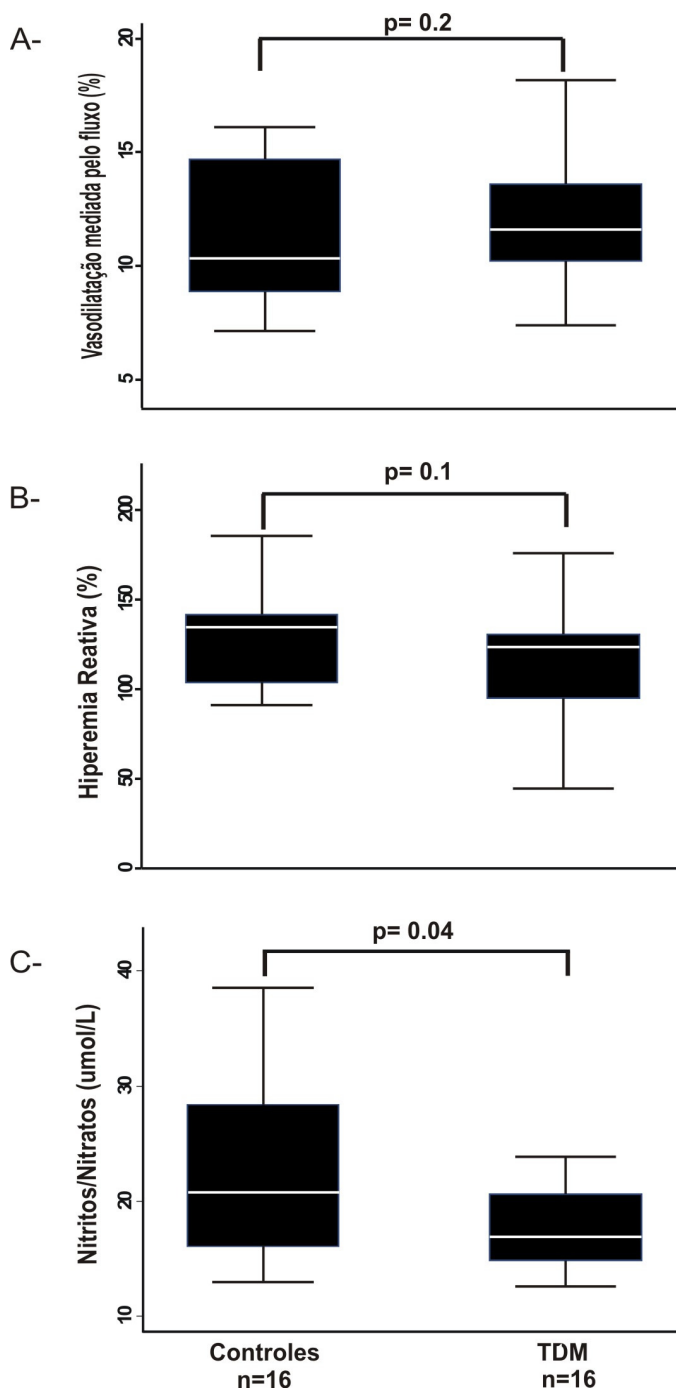 A-
p= 0.2
Vasodilatação mediada pelo fluxo (%)
20
15
10
5
B-
p= 0.1
Hiperemia Reativa (%)
200
150
100
50
0
C-
p= 0.04
Nitritos/Nitratos (umol/L)
40
30
20
10
Controles
n=16
TDM
n=16